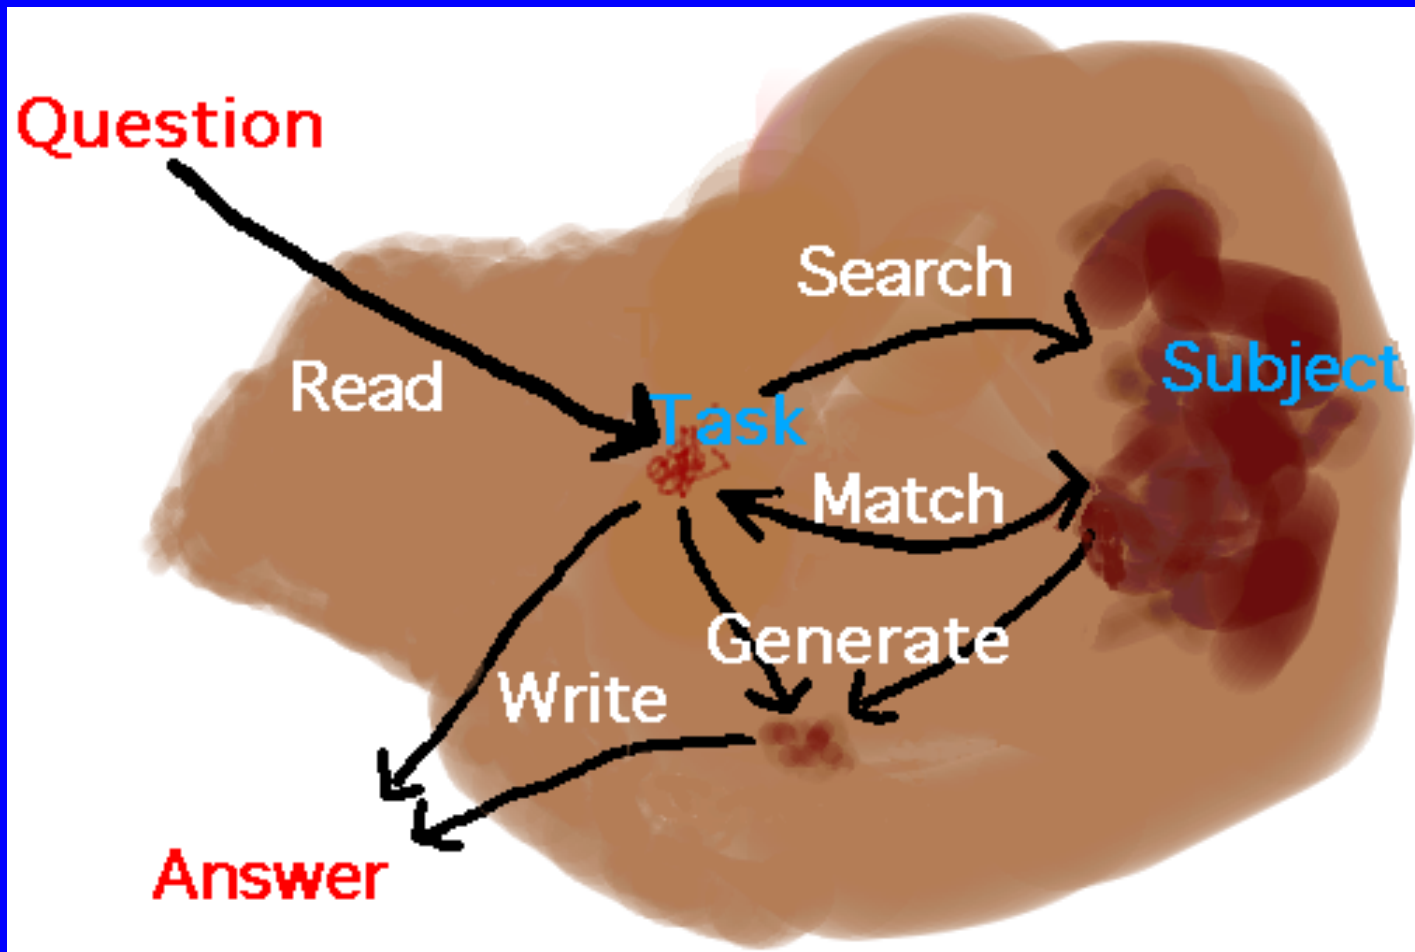 Question
Search
Subject
Read
Task
Match
Generate
Write
Answer